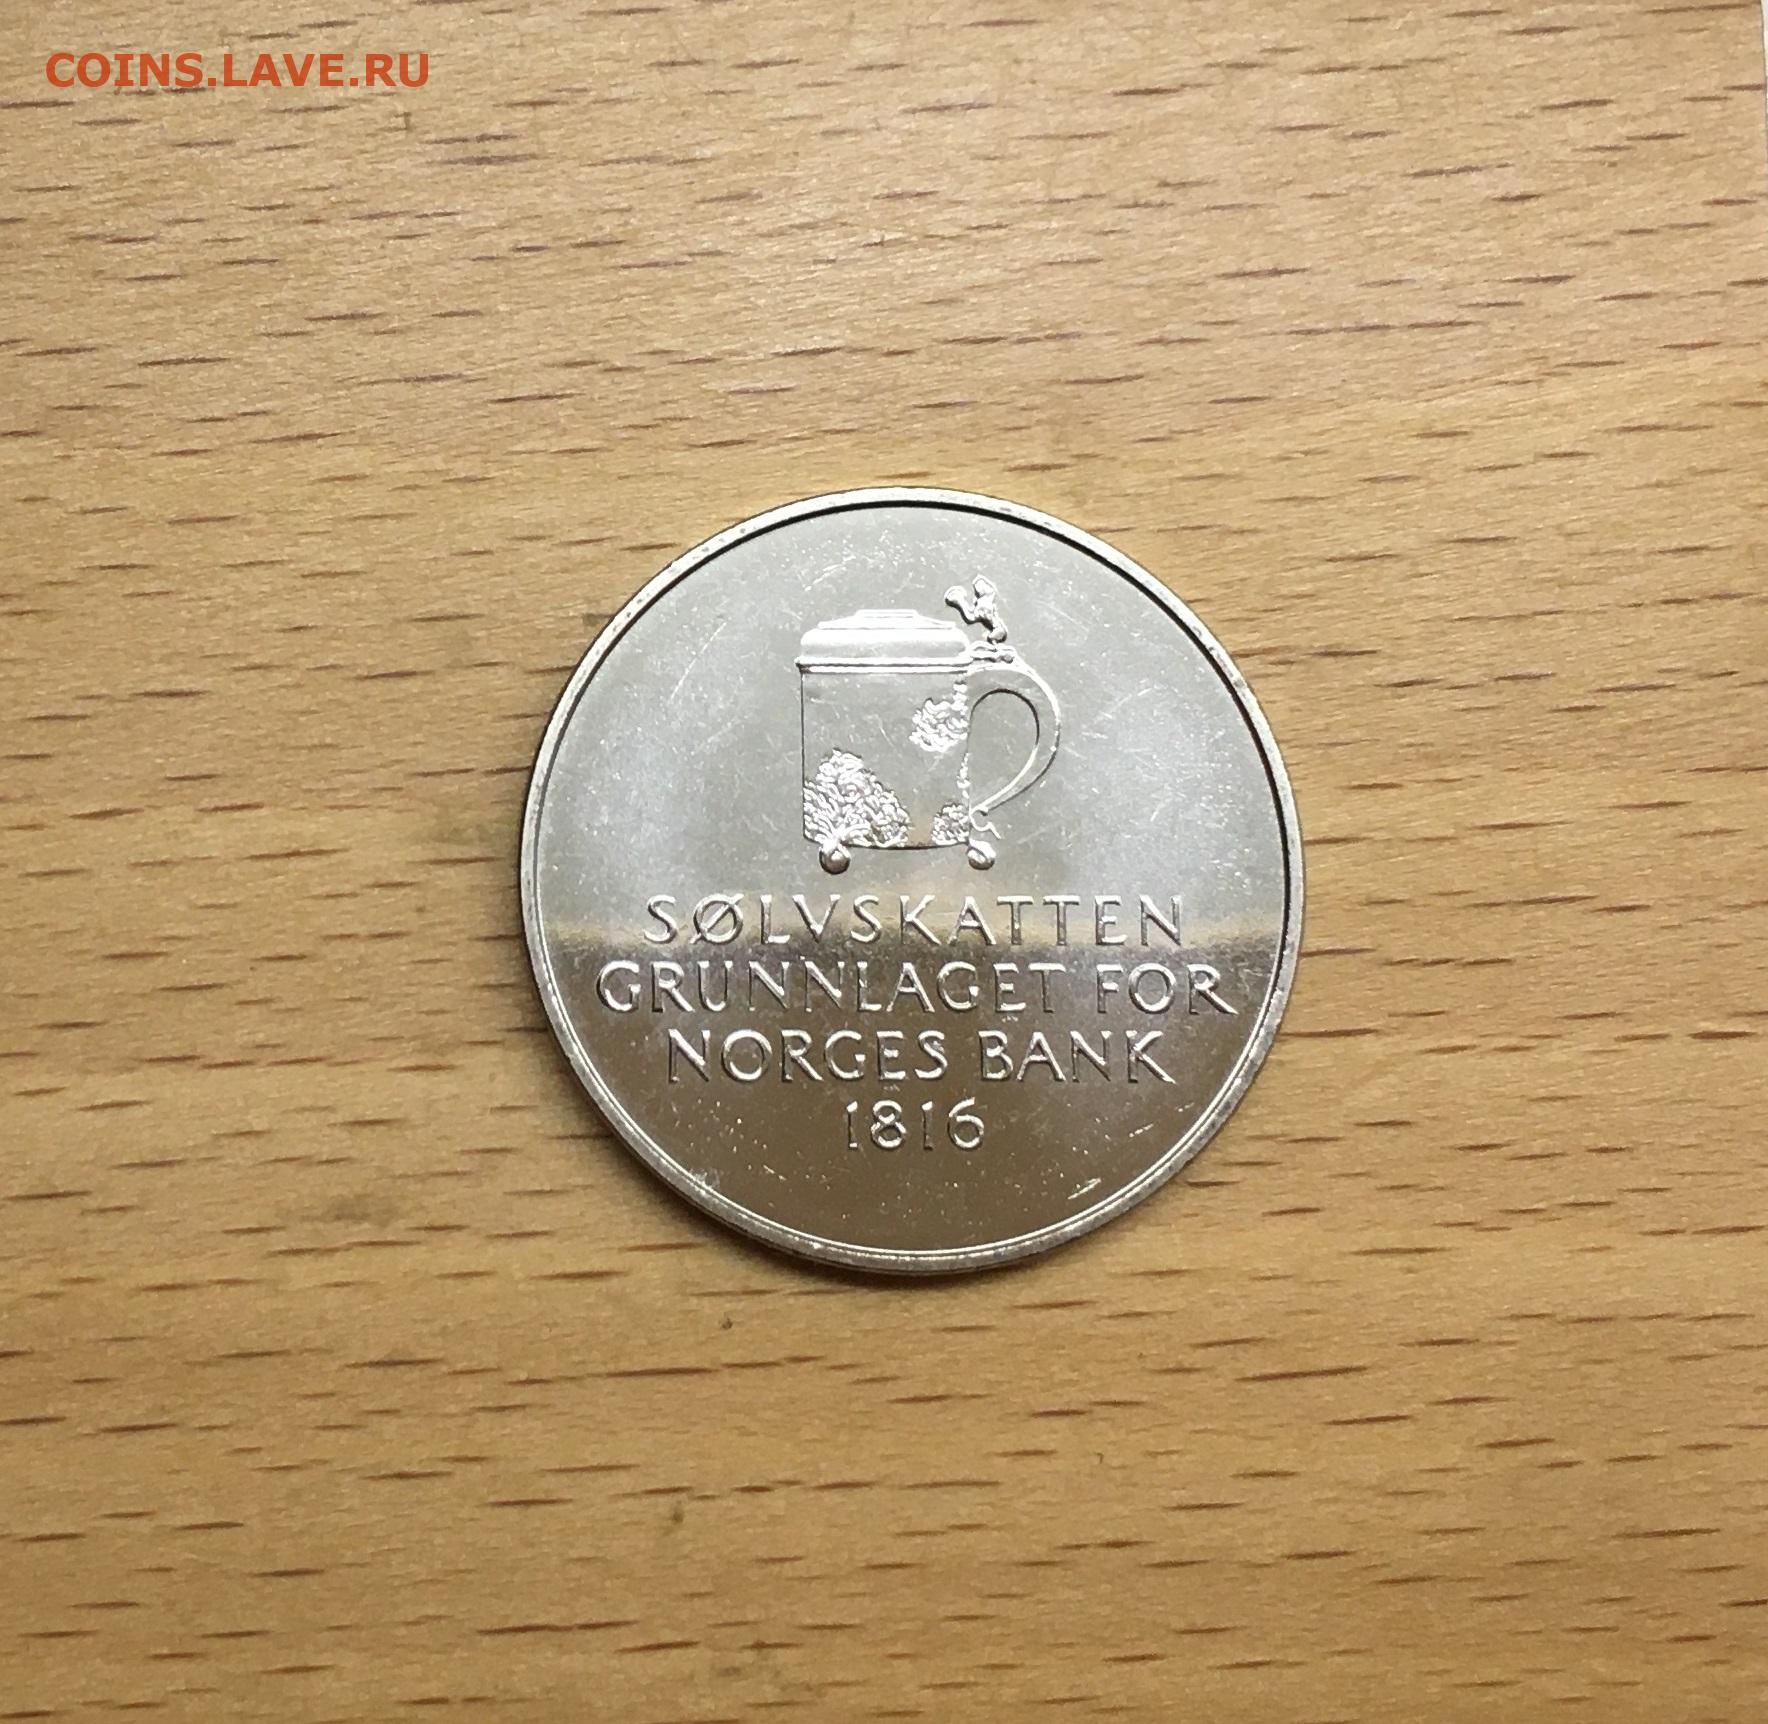 COINS.LAVE.RU
SØLVSKATTEN
GRUNNLAGET FOR
NORGES BANK
1816